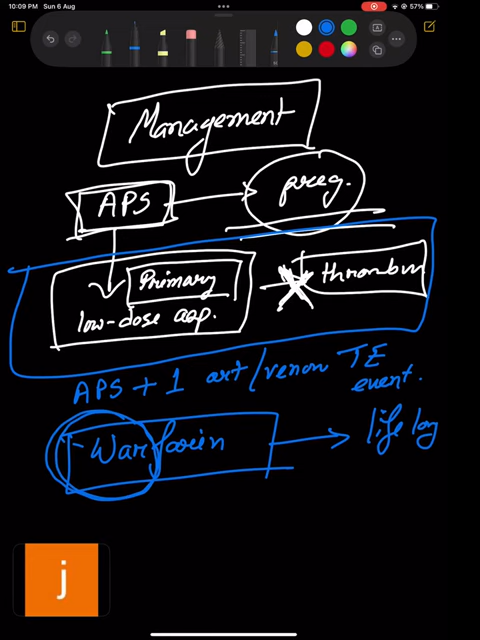 10:09 PM Sun 6 Aug 57%
Management
APS preg.
Primary thrombus
low-dose asp.
APS + 1 art/venous TE
event.
Warfarin life long
j